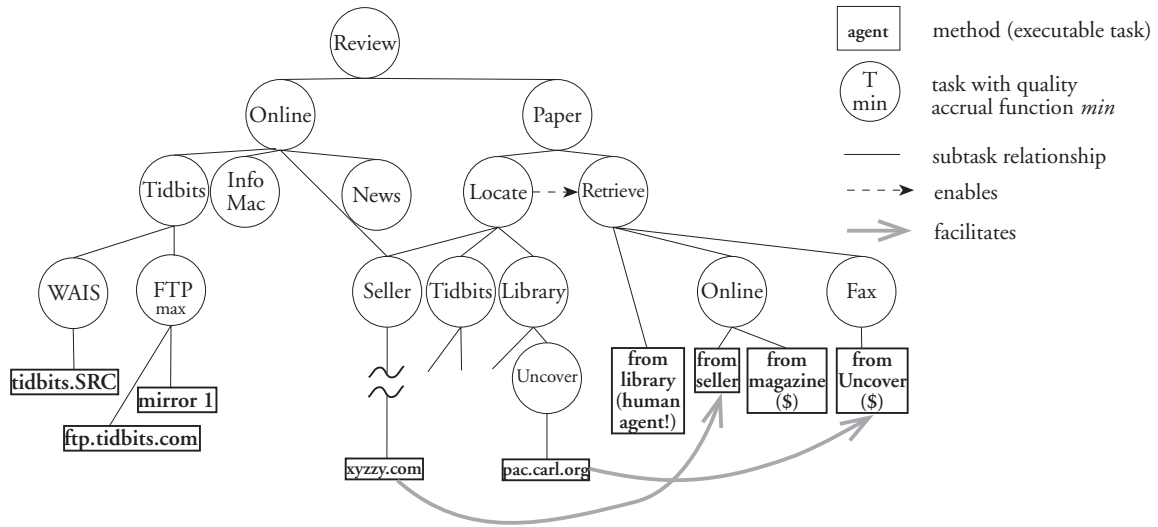 Review
agent
method (executable task)
T
min
task with quality
accrual function min
Online
Paper
subtask relationship
Tidbits
Info
Mac
News
Locate
Retrieve
enables
facilitates
WAIS
FTP
max
Seller
Tidbits
Library
Online
Fax
Uncover
from
library
(human
agent!)
from
seller
from
magazine
($)
from
Uncover
($)
tidbits.SRC
mirror 1
ftp.tidbits.com
xyzzy.com
pac.carl.org